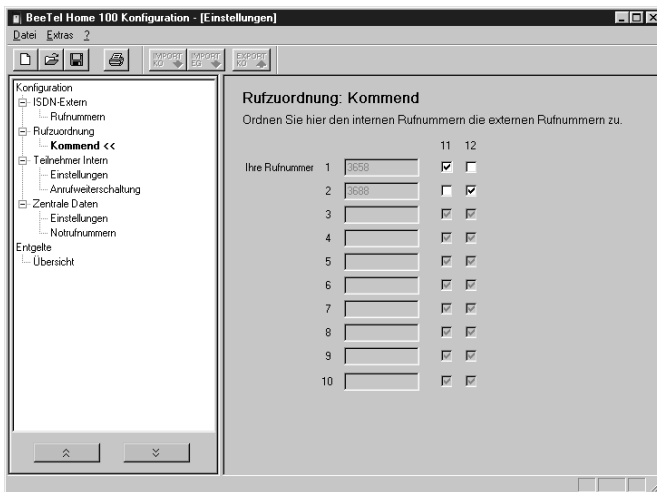 BeeTel Home 100 Konfiguration - [Einstellungen]
Datei Extras ?
IMPORT KO IMPORT EG EXPORT KO
Konfiguration
ISDN-Extern
Rufnummern
Rufzuordnung
Kommend <<
Teilnehmer Intern
Einstellungen
Anrufweiterschaltung
Zentrale Daten
Einstellungen
Notrufnummern
Entgelte
Übersicht
Rufzuordnung: Kommend
Ordnen Sie hier den internen Rufnummern die externen Rufnummern zu.
11 12
Ihre Rufnummer 1 3658
2 3688
3
4
5
6
7
8
9
10